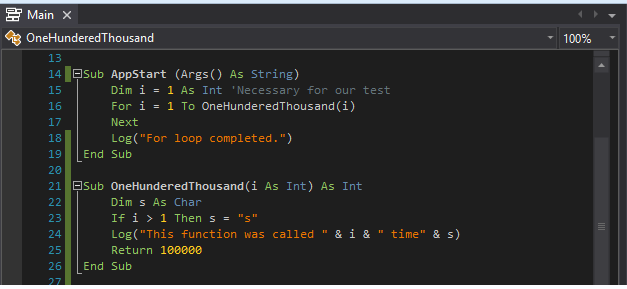 Main
OneHunderedThousand 100%
13
14 Sub AppStart (Args() As String)
15 Dim i = 1 As Int 'Necessary for our test
16 For i = 1 To OneHunderedThousand(i)
17 Next
18 Log("For loop completed.")
19 End Sub
20
21 Sub OneHunderedThousand(i As Int) As Int
22 Dim s As Char
23 If i > 1 Then s = "s"
24 Log("This function was called " & i & " time" & s)
25 Return 100000
26 End Sub
27